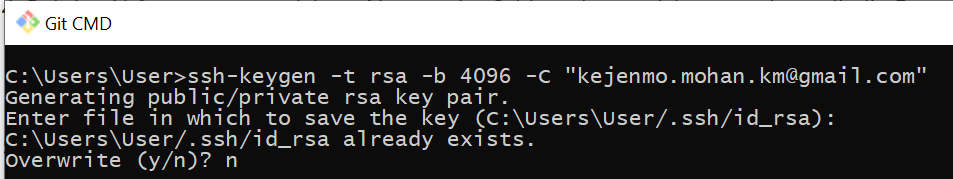 Git CMD
C:\Users\User>ssh-keygen -t rsa -b 4096 -C "kejenmo.mohan.km@gmail.com"
Generating public/private rsa key pair.
Enter file in which to save the key (C:\Users\User/.ssh/id_rsa):
C:\Users\User/.ssh/id_rsa already exists.
Overwrite (y/n)? n